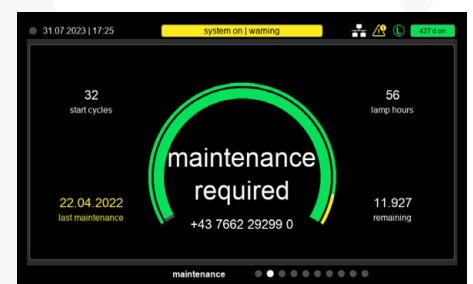 31.07.2023 | 17:25
system on | warning
L
427 d on
32
start cycles
56
lamp hours
maintenance
required
+43 7662 29299 0
22.04.2022
last maintenance
11.927
remaining
maintenance